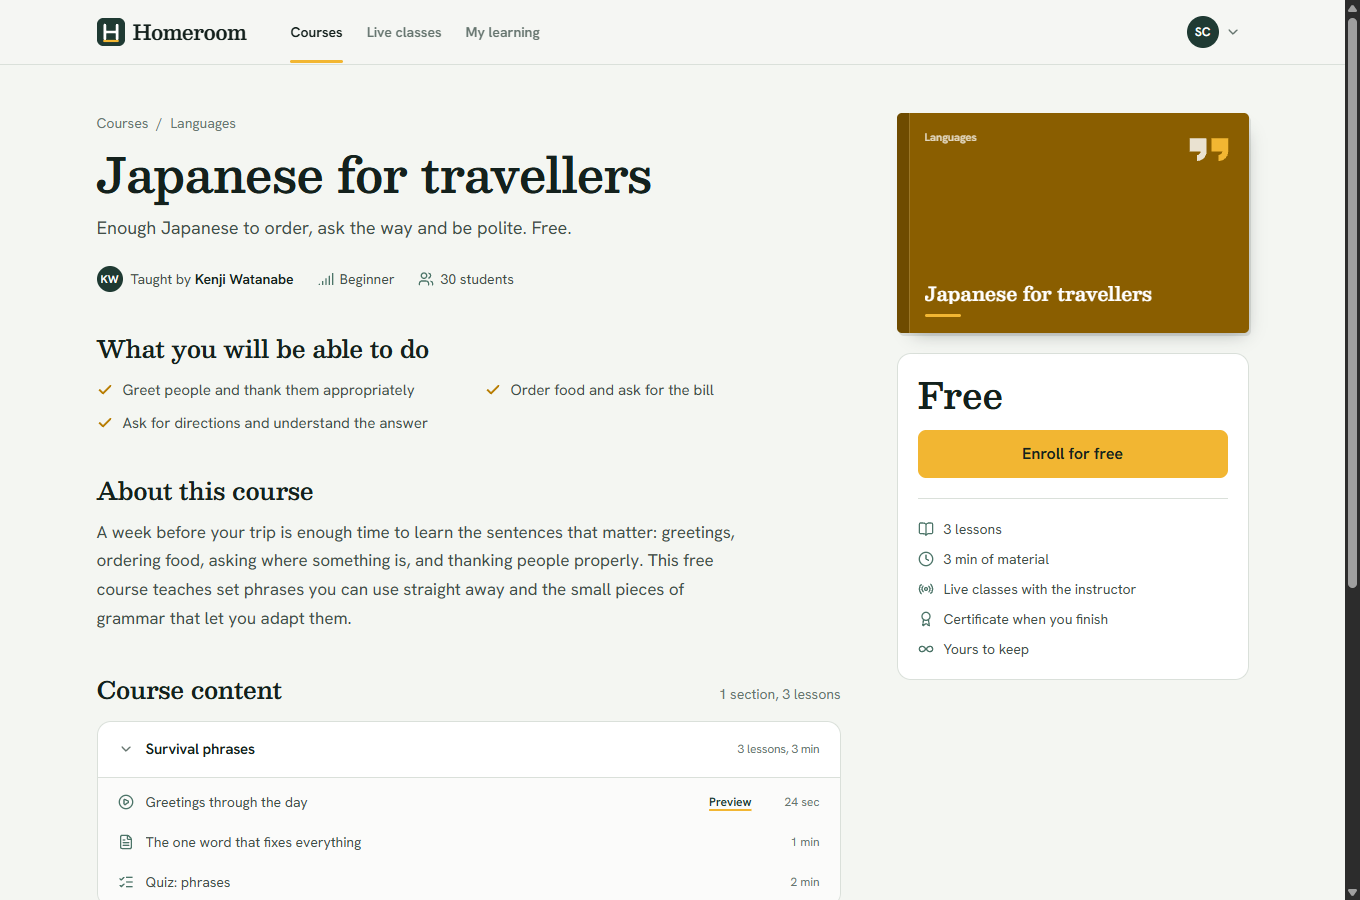 Homeroom
Courses
Live classes
My learning
SC
Courses / Languages
Japanese for travellers
Enough Japanese to order, ask the way and be polite. Free.
KW Taught by Kenji Watanabe
Beginner
30 students
What you will be able to do
Greet people and thank them appropriately
Order food and ask for the bill
Ask for directions and understand the answer
About this course
A week before your trip is enough time to learn the sentences that matter: greetings,
ordering food, asking where something is, and thanking people properly. This free
course teaches set phrases you can use straight away and the small pieces of
grammar that let you adapt them.
Course content
1 section, 3 lessons
Survival phrases
3 lessons, 3 min
Greetings through the day
Preview
24 sec
The one word that fixes everything
1 min
Quiz: phrases
2 min
Languages
Japanese for travellers
Free
Enroll for free
3 lessons
3 min of material
Live classes with the instructor
Certificate when you finish
Yours to keep